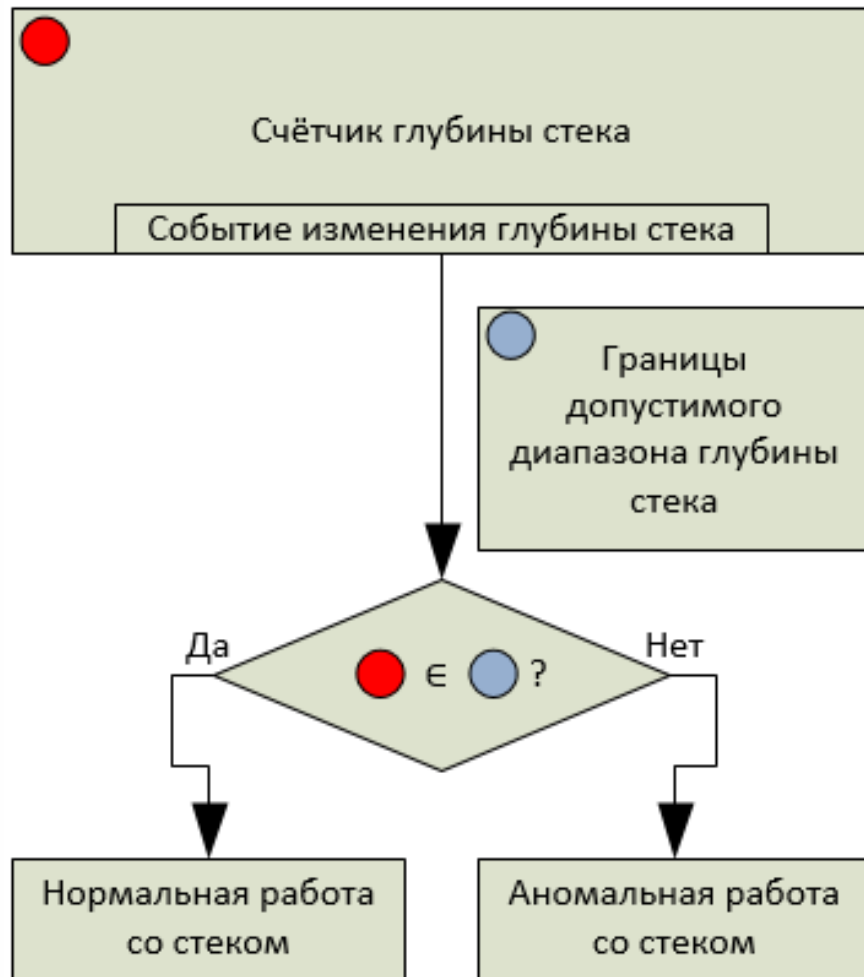 Счётчик глубины стека
Событие изменения глубины стека
Границы
допустимого
диапазона глубины
стека
Да
Нет
∈ ?
Нормальная работа
со стеком
Аномальная работа
со стеком